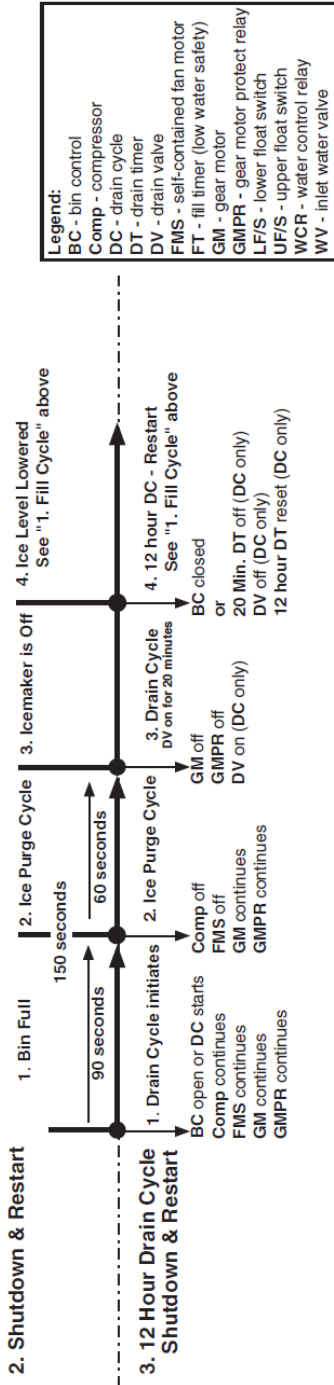 2. Shutdown & Restart
1. Bin Full
2. Ice Purge Cycle
3. Icemaker is Off
4. Ice Level Lowered
See "1. Fill Cycle" above
150 seconds
90 seconds
60 seconds
3. 12 Hour Drain Cycle
Shutdown & Restart
1. Drain Cycle initiates
2. Ice Purge Cycle
3. Drain Cycle
DV on for 20 minutes
4. 12 hour DC - Restart
See "1. Fill Cycle" above
BC open or DC starts
Comp continues
FMS continues
GM continues
GMPR continues
Comp off
FMS off
GM continues
GMPR continues
GM off
GMPR off
DV on (DC only)
BC closed
or
20 Min. DT off (DC only)
DV off (DC only)
12 hour DT reset (DC only)
Legend:
BC - bin control
Comp - compressor
DC - drain cycle
DT - drain timer
DV - drain valve
FMS - self-contained fan motor
FT - fill timer (low water safety)
GM - gear motor
GMPR - gear motor protect relay
LF/S - lower float switch
UF/S - upper float switch
WCR - water control relay
WV - inlet water valve